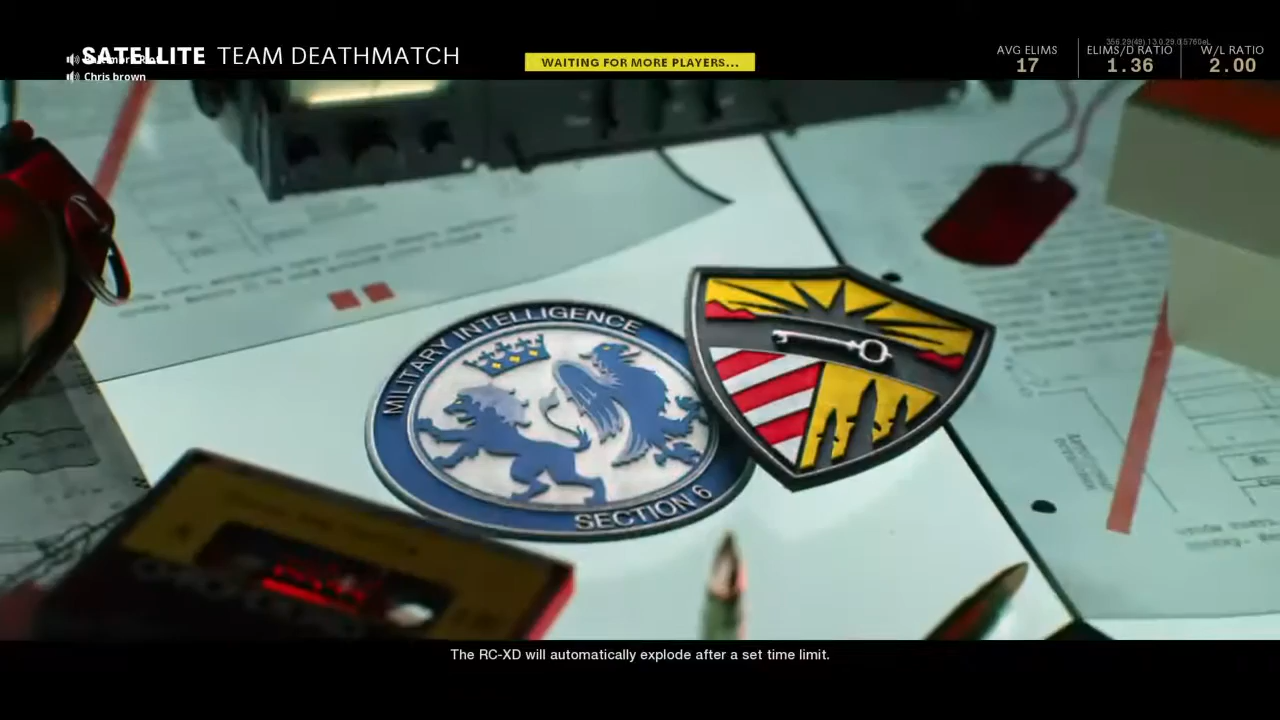 SATELLITE TEAM DEATHMATCH
Chris brown
WAITING FOR MORE PLAYERS...
AVG ELIMS
17
ELIMS/D RATIO
1.36
W/L RATIO
2.00
MILITARY INTELLIGENCE
SECTION 6
The RC-XD will automatically explode after a set time limit.